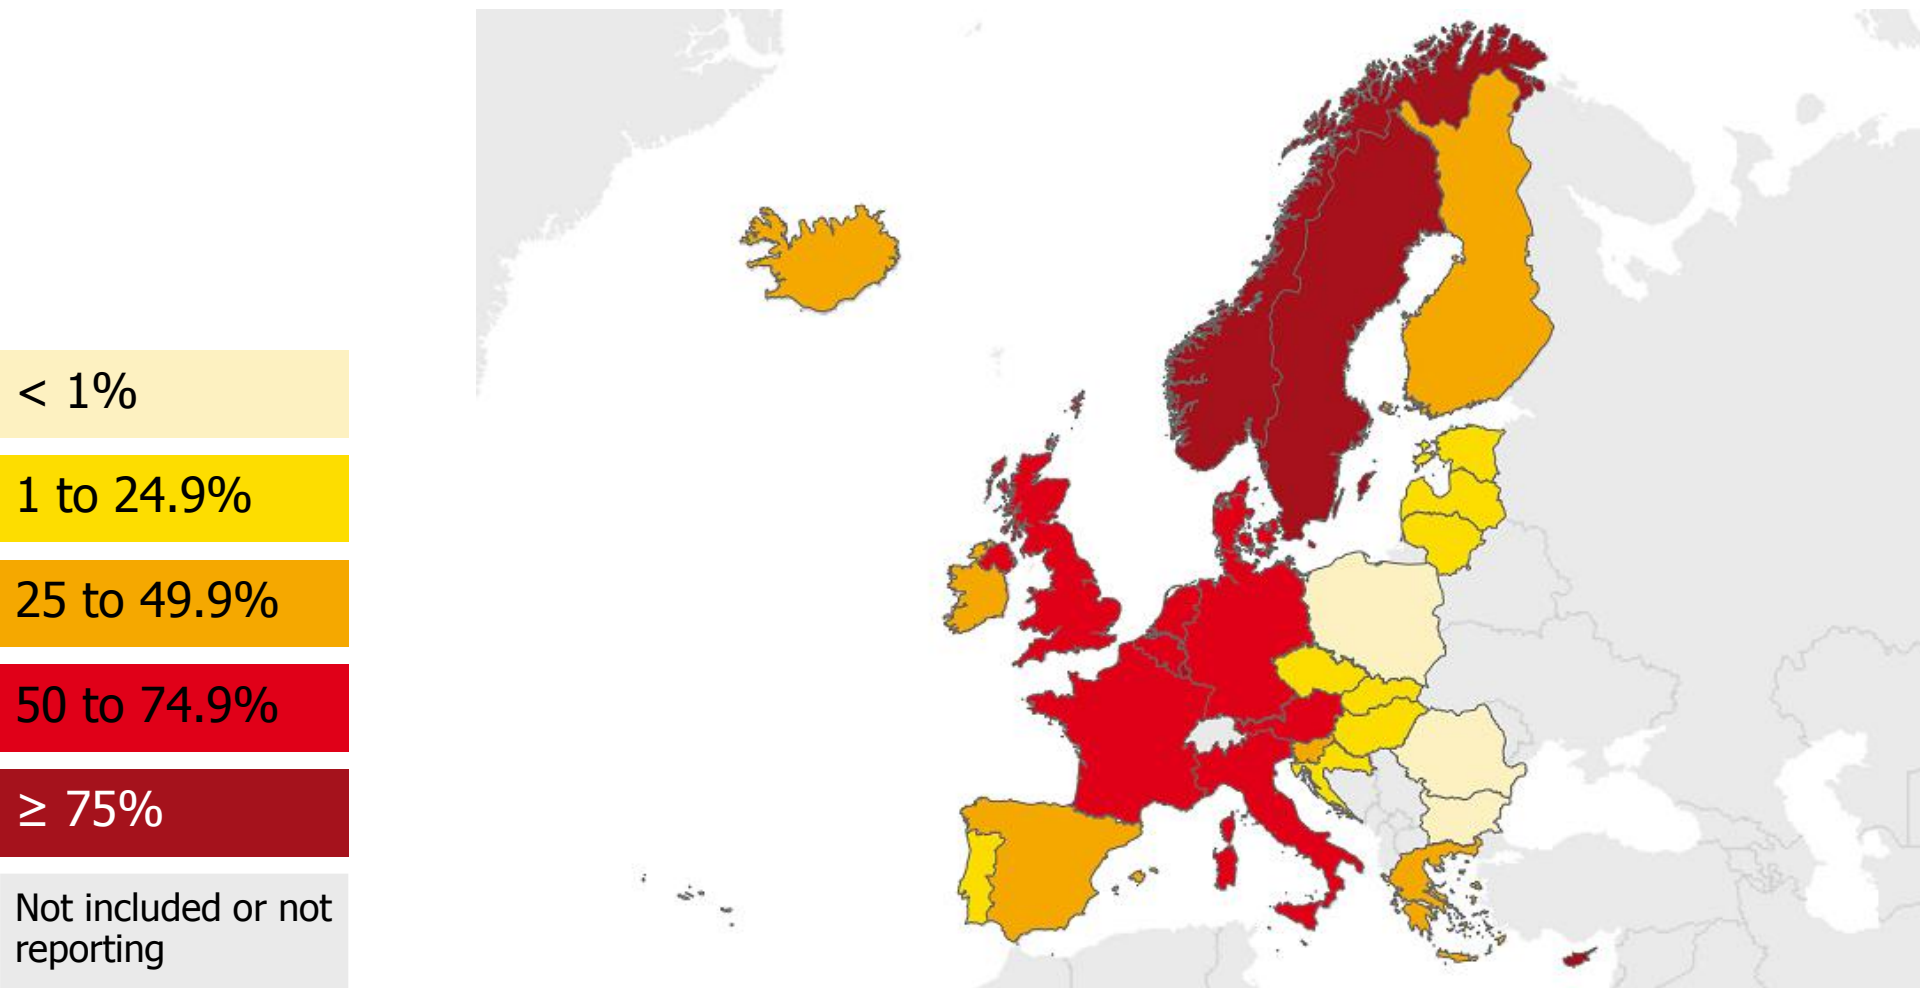 < 1%
1 to 24.9%
25 to 49.9%
50 to 74.9%
≥ 75%
Not included or not
reporting